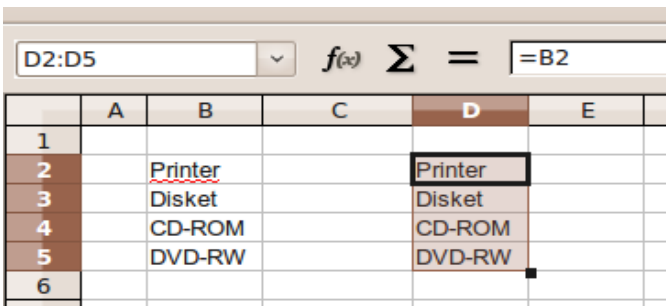 D2:D5 f(x) Σ = =B2
A B C D E
1
2 Printer Printer
3 Disket Disket
4 CD-ROM CD-ROM
5 DVD-RW DVD-RW
6